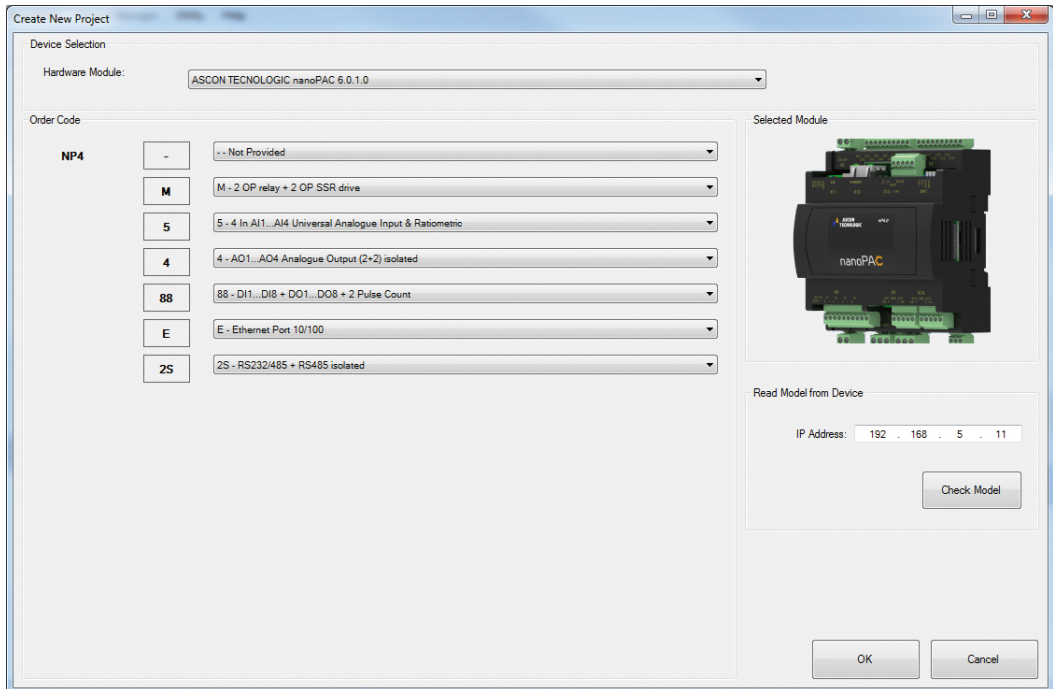 Create New Project
Utility Help
Device Selection
Hardware Module:
ASCON TECNOLOGIC nanoPAC 6.0.1.0
Order Code
NP4
-
- - Not Provided
M
M - 2 OP relay + 2 OP SSR drive
5
5 - 4 In AI1...AI4 Universal Analogue Input & Ratiometric
4
4 - AO1...AO4 Analogue Output (2+2) isolated
88
88 - DI1...DI8 + DO1...DO8 + 2 Pulse Count
E
E - Ethernet Port 10/100
2S
2S - RS232/485 + RS485 isolated
Selected Module
ASCON
TECNOLOGIC
nanoPAC
Read Model from Device
IP Address: 192 . 168 . 5 . 11
Check Model
OK
Cancel